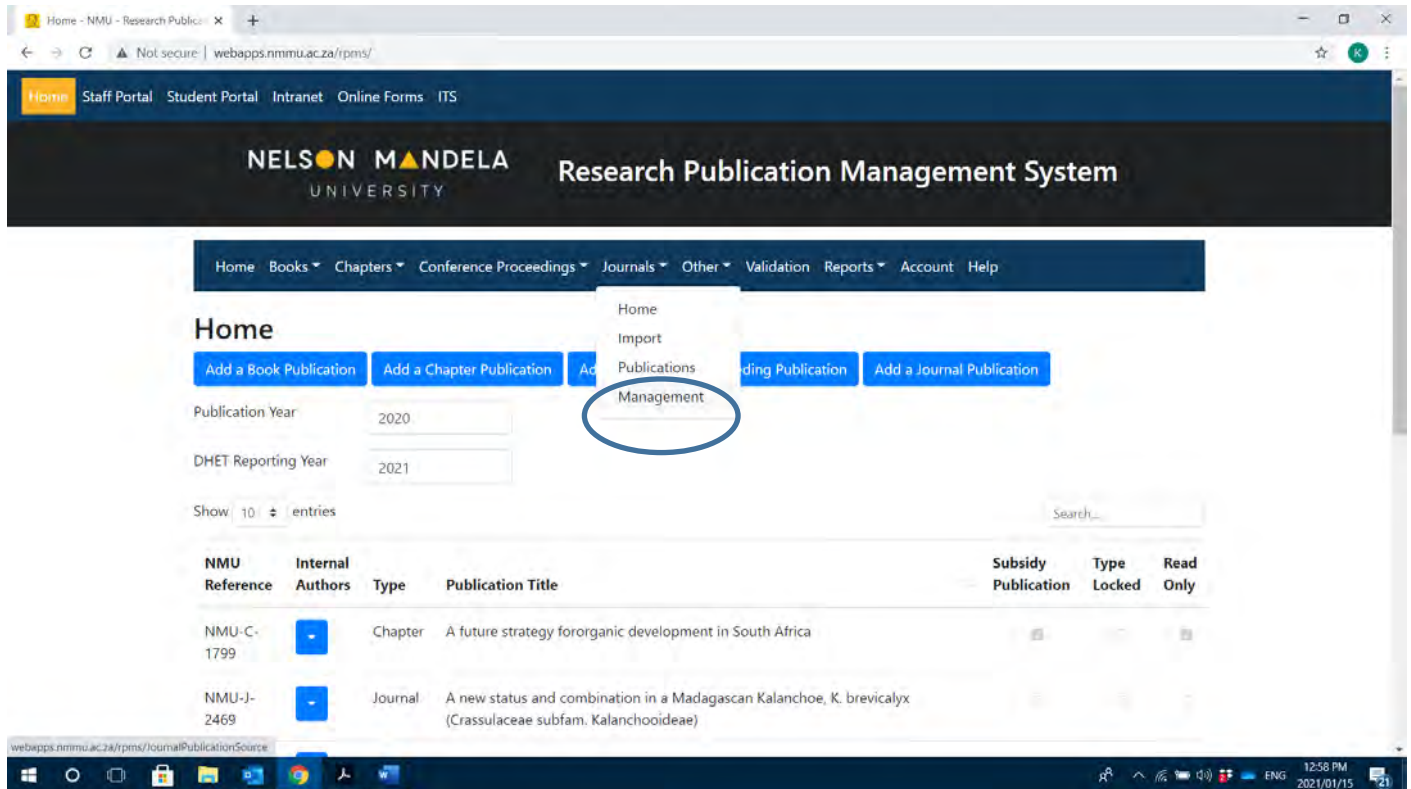 Home - NMU - Research Public
Not secure | webapps.nmmu.ac.za/rpms/
K
Home Staff Portal Student Portal Intranet Online Forms ITS
NELSON MANDELA
UNIVERSITY
Research Publication Management System
Home Books Chapters Conference Proceedings Journals Other Validation Reports Account Help
Home
Import
Publications
Management
Home
Add a Book Publication Add a Chapter Publication Ad ding Publication Add a Journal Publication
Publication Year 2020
DHET Reporting Year 2021
Show 10 entries Search...
NMU Reference Internal Authors Type Publication Title Subsidy Publication Type Locked Read Only
NMU-C-1799 Chapter A future strategy fororganic development in South Africa
NMU-J-2469 Journal A new status and combination in a Madagascan Kalanchoe, K. brevicalyx
(Crassulaceae subfam. Kalanchooideae)
webapps.nmmu.ac.za/rpms/JournalPublicationSource
ENG 12:58 PM
2021/01/15
21